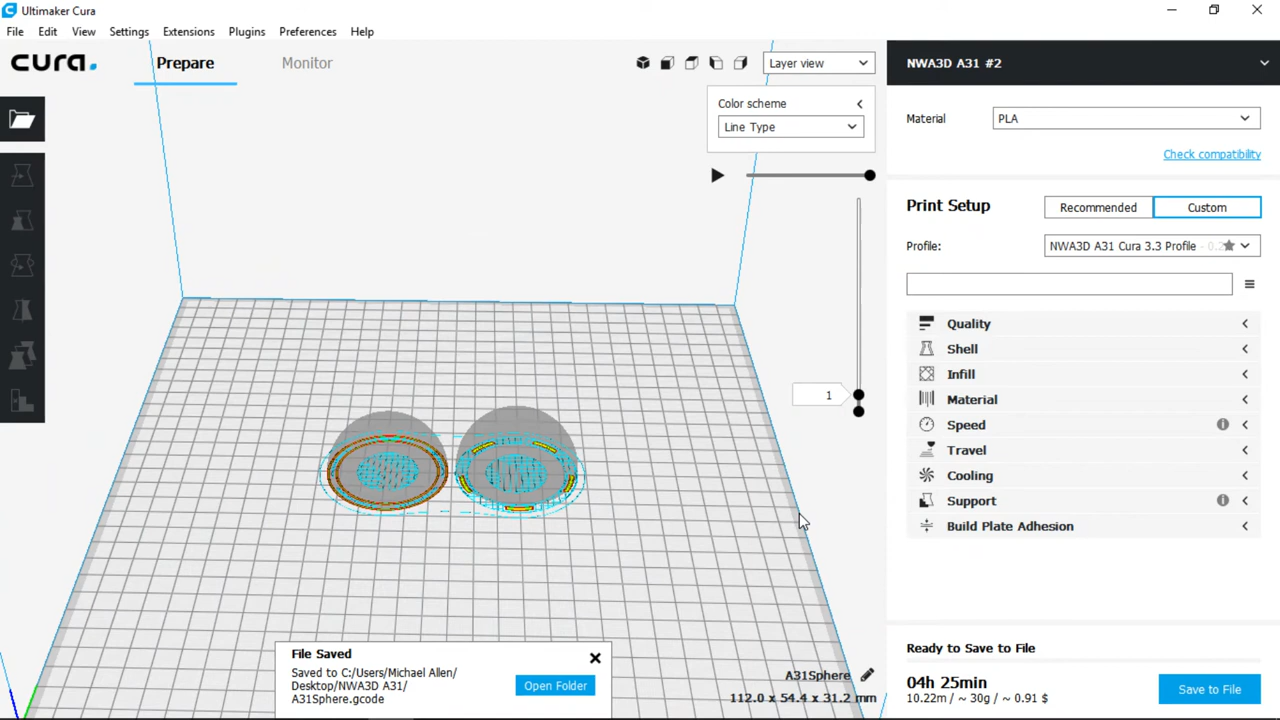 Ultimaker Cura
File Edit View Settings Extensions Plugins Preferences Help
cura.
Prepare
Monitor
Layer view
Color scheme
Line Type
1
File Saved
Saved to C:/Users/Michael Allen/
Desktop/NWA3D A31/
A31Sphere.gcode
Open Folder
A31Sphere
112.0 x 54.4 x 31.2 mm
NWA3D A31 #2
Material
PLA
Check compatibility
Print Setup
Recommended
Custom
Profile:
NWA3D A31 Cura 3.3 Profile
Quality
Shell
Infill
Material
Speed
Travel
Cooling
Support
Build Plate Adhesion
Ready to Save to File
04h 25min
10.22m / ~ 30g / ~ 0.91 $
Save to File